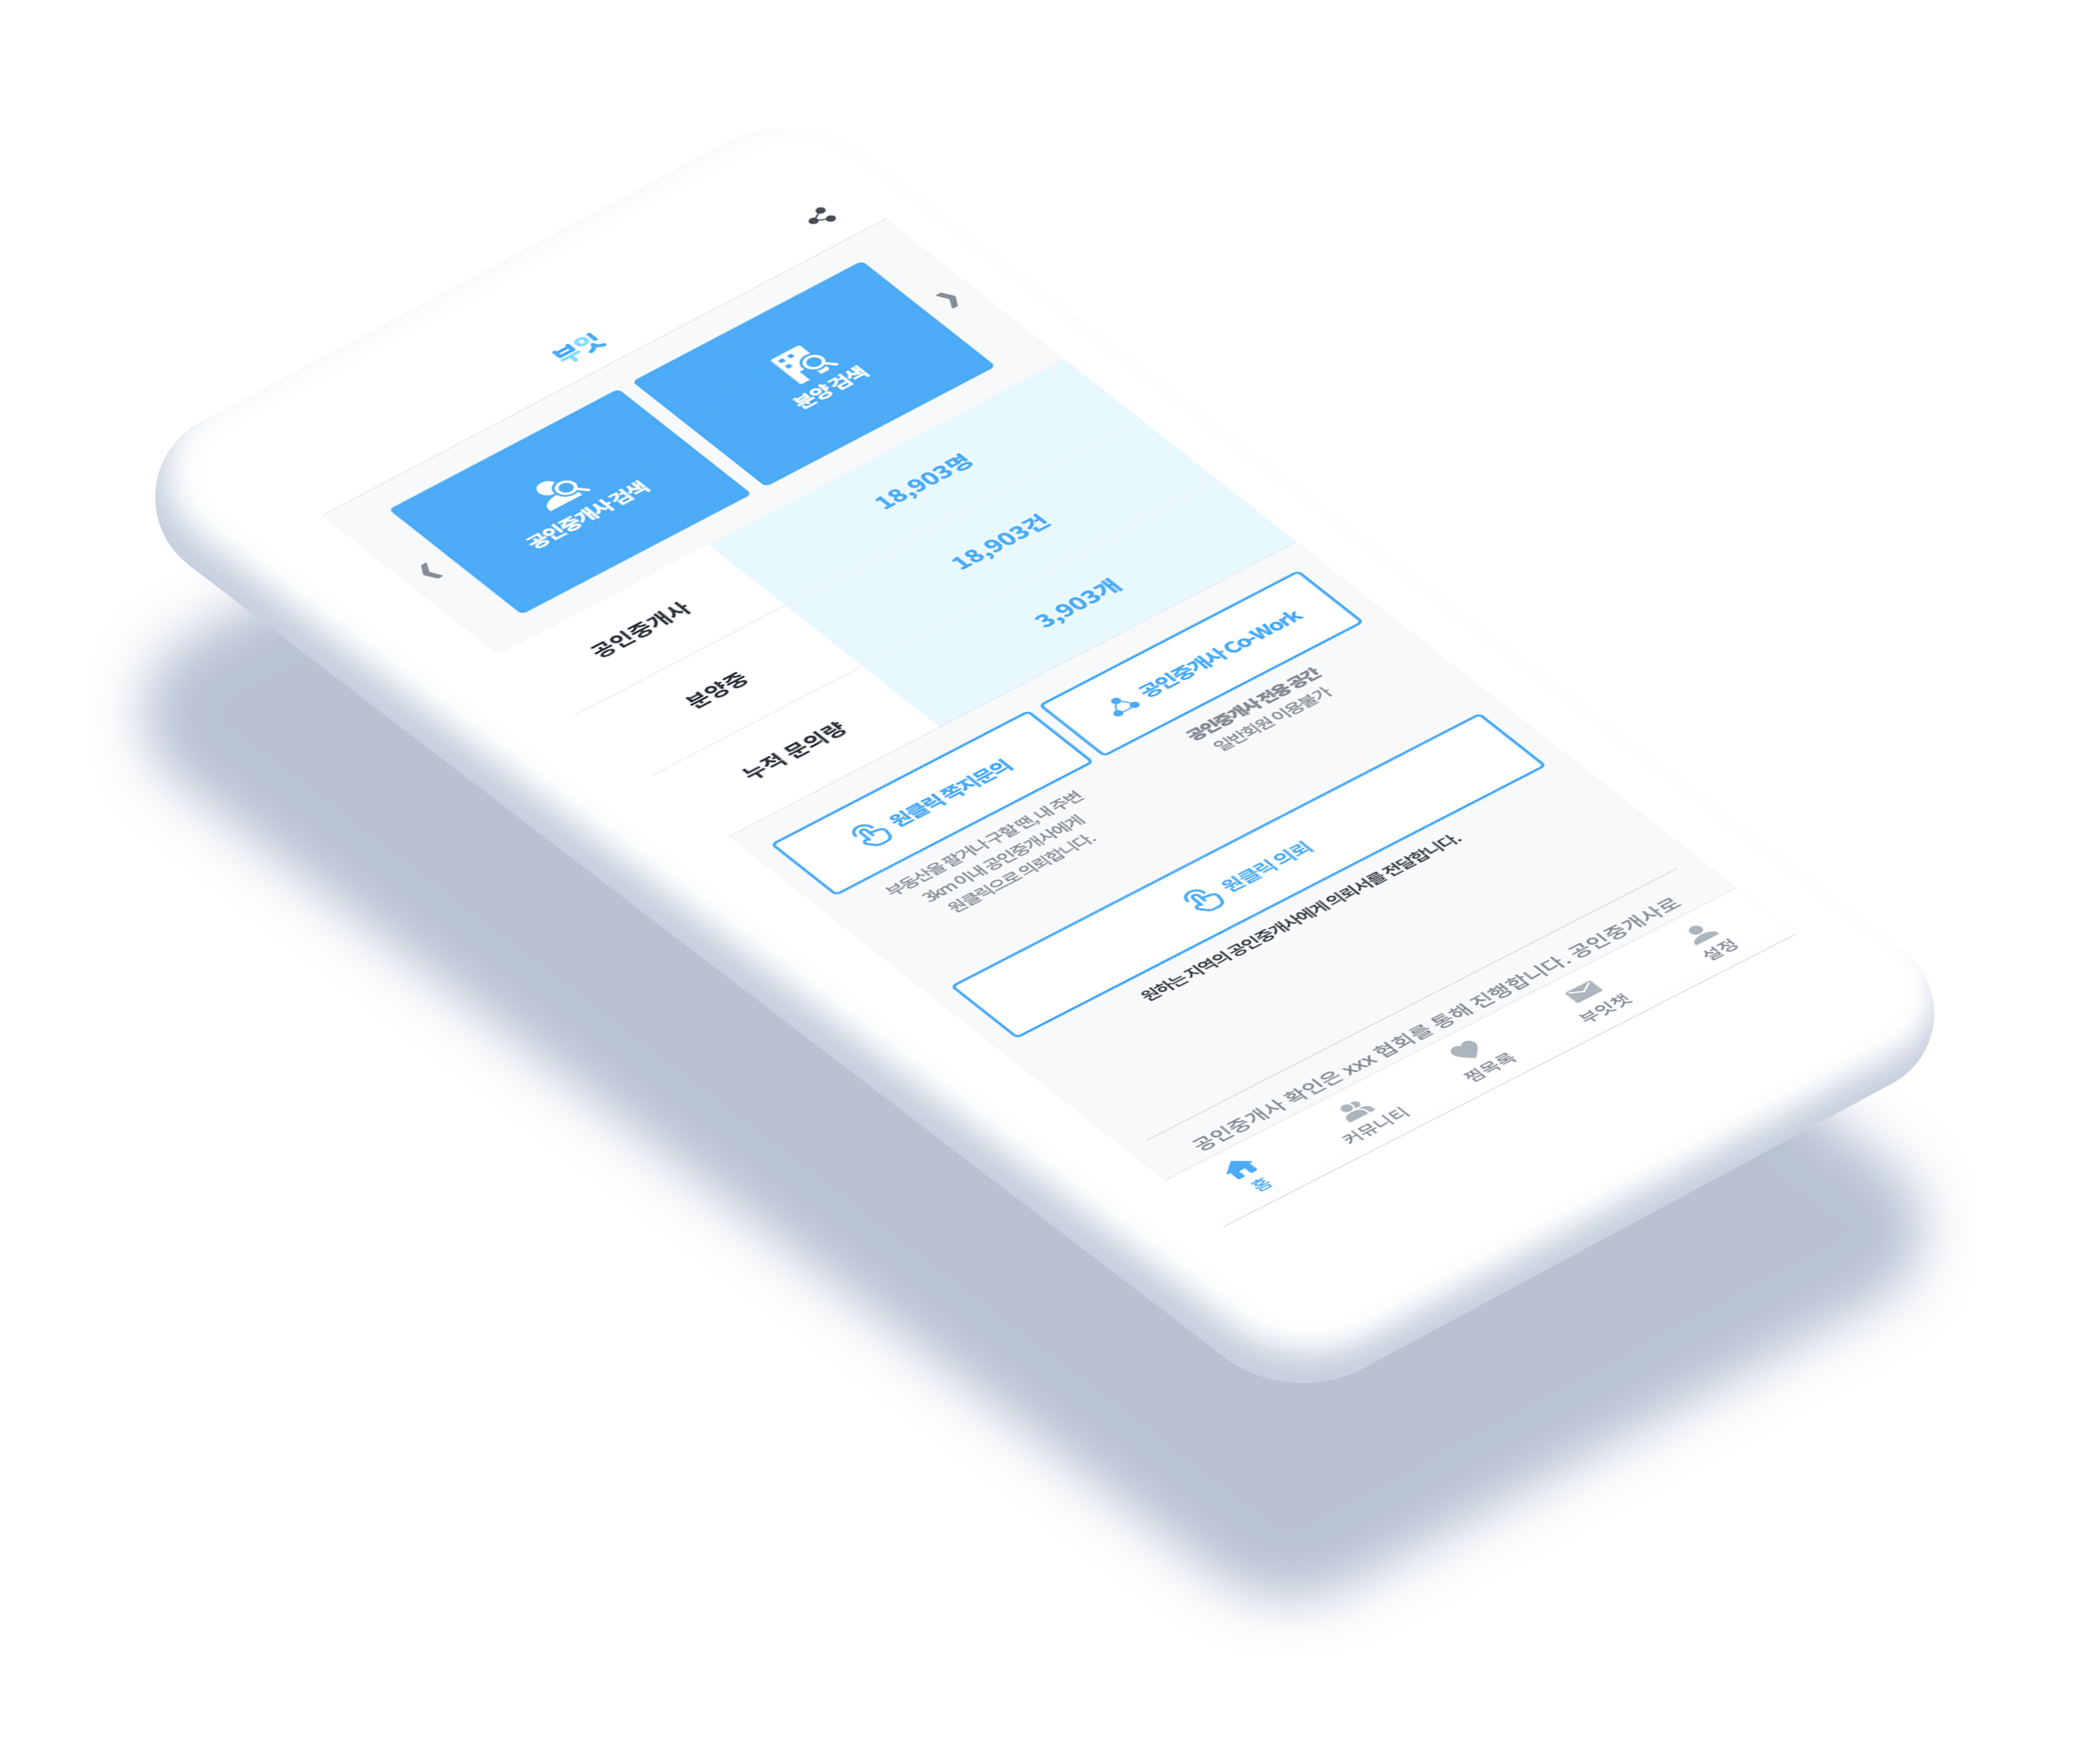 부잇
공인중개사 검색
분양 검색
공인중개사
18,903명
분양중
18,903건
누적 문의량
3,903개
원클릭 쪽지문의
부동산을 팔거나 구할 땐, 내 주변
3km 이내 공인중개사에게
원클릭으로 의뢰합니다.
공인중개사 Co-Work
공인중개사 전용 공간
일반회원 이용불가
원클릭 의뢰
원하는 지역의 공인중개사에게 의뢰서를 전달합니다.
공인중개사 확인은 xxx 협회를 통해 진행합니다. 공인중개사로
홈
커뮤니티
찜목록
부잇챗
설정